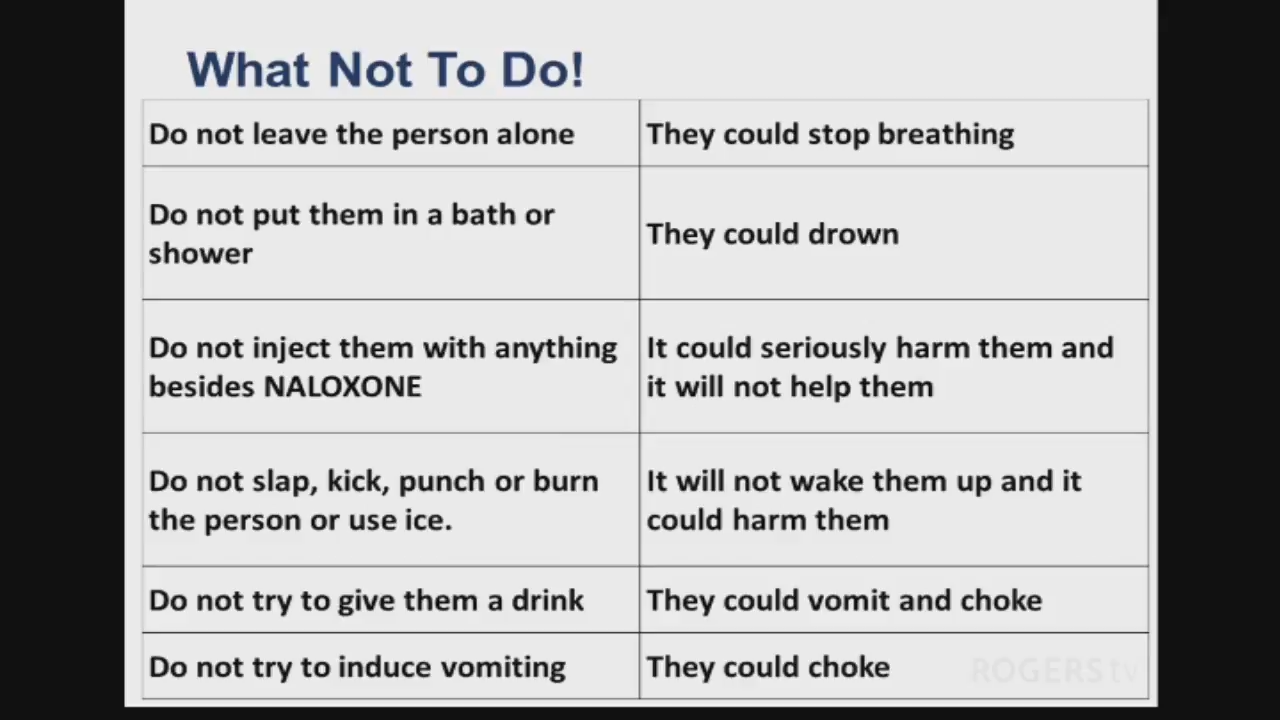 What Not To Do!
Do not leave the person alone
They could stop breathing
Do not put them in a bath or
shower
They could drown
Do not inject them with anything
besides NALOXONE
It could seriously harm them and
it will not help them
Do not slap, kick, punch or burn
the person or use ice.
It will not wake them up and it
could harm them
Do not try to give them a drink
They could vomit and choke
Do not try to induce vomiting
They could choke
ROGERS tv